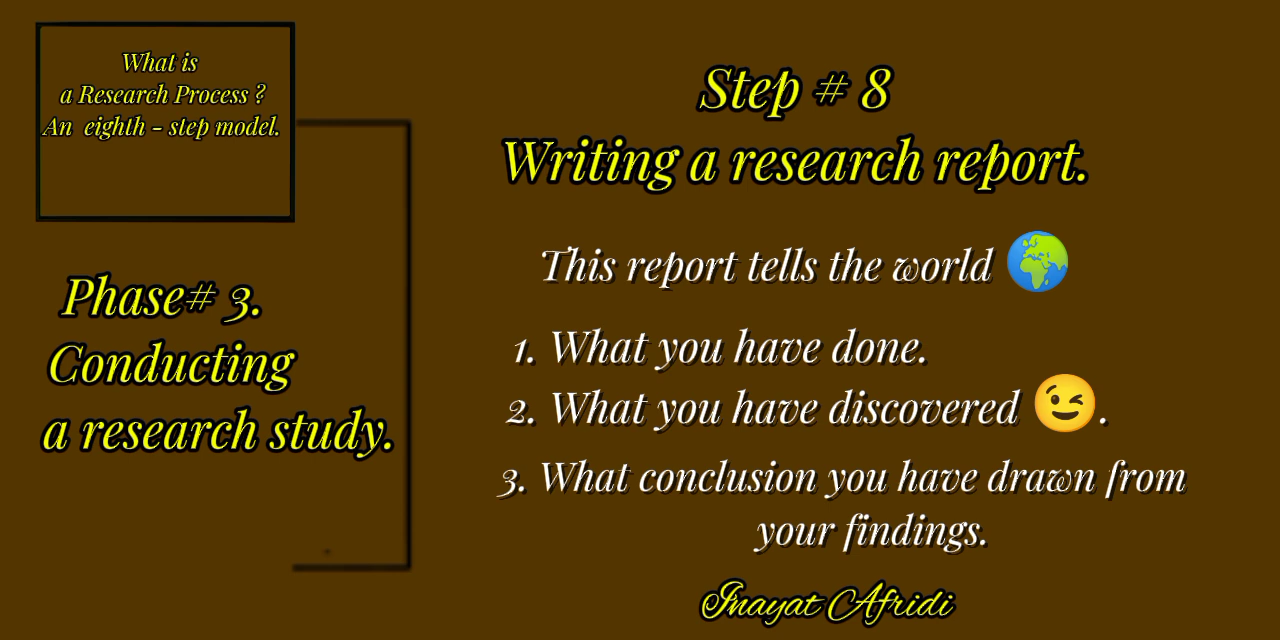 What is
a Research Process ?
An eighth - step model.
Phase# 3.
Conducting
a research study.
Step # 8
Writing a research report.
This report tells the world 🌍
1. What you have done.
2. What you have discovered 😉.
3. What conclusion you have drawn from
your findings.
Inayat Afridi